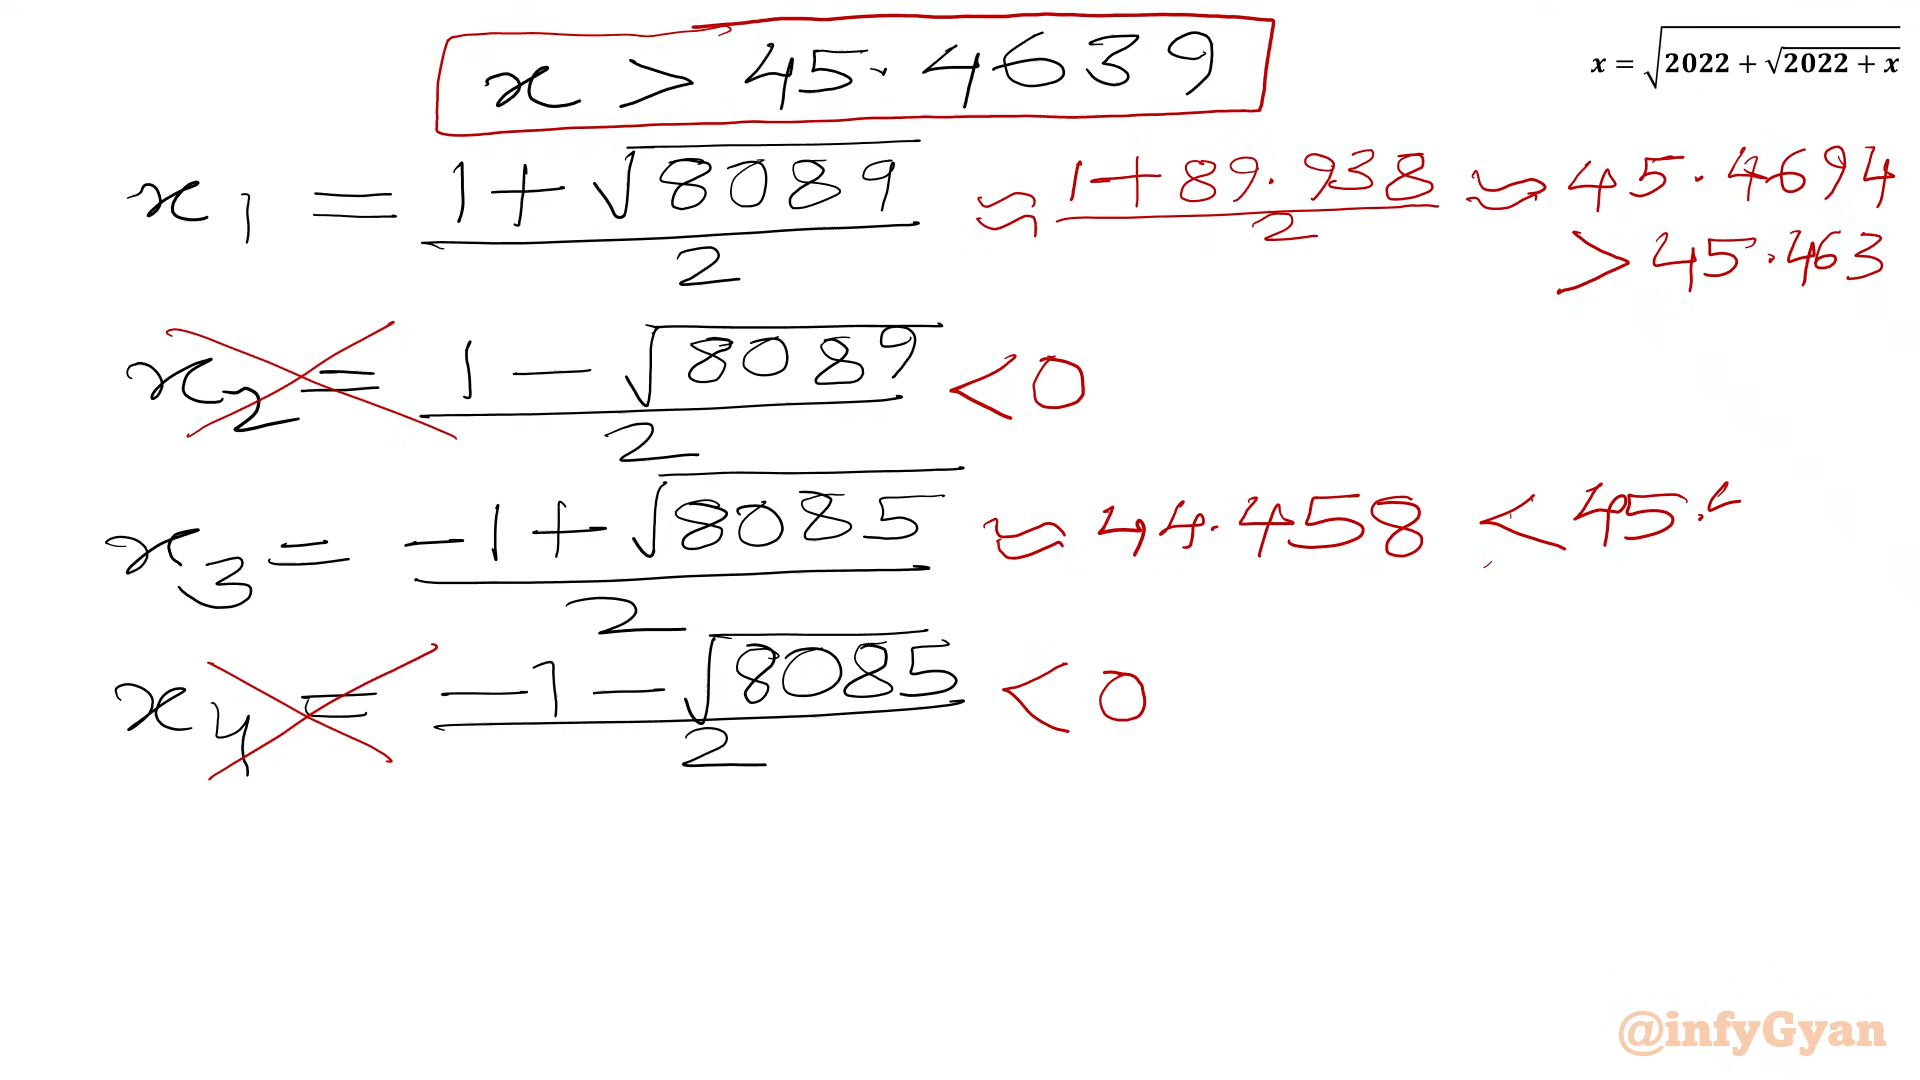 x > 45.4639
x = √(2022 + √(2022 + x))
x₁ = (1 + √8089)/2 ≈ (1 + 89.938)/2 ≈ 45.4694
> 45.463
x₂ = (1 − √8089)/2 < 0
x₃ = (−1 + √8085)/2 ≈ 44.458 < 45.4
x₄ = (−1 − √8085)/2 < 0
@infyGyan